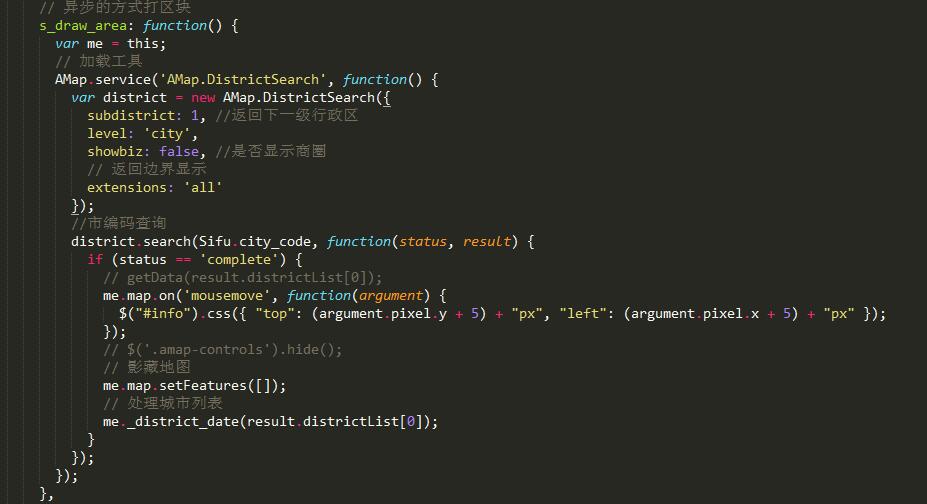 // 异步的方式打区块
s_draw_area: function() {
var me = this;
// 加载工具
AMap.service('AMap.DistrictSearch', function() {
var district = new AMap.DistrictSearch({
subdistrict: 1, //返回下一级行政区
level: 'city',
showbiz: false, //是否显示商圈
// 返回边界显示
extensions: 'all'
});
//市编码查询
district.search(Sifu.city_code, function(status, result) {
if (status == 'complete') {
// getData(result.districtList[0]);
me.map.on('mousemove', function(argument) {
$("#info").css({ "top": (argument.pixel.y + 5) + "px", "left": (argument.pixel.x + 5) + "px" });
});
// $('.amap-controls').hide();
// 影藏地图
me.map.setFeatures([]);
// 处理城市列表
me._district_date(result.districtList[0]);
}
});
});
},